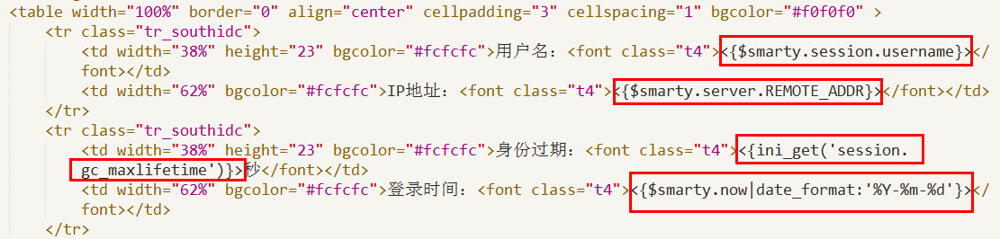 <table width="100%" border="0" align="center" cellpadding="3" cellspacing="1" bgcolor="#f0f0f0" >
<tr class="tr_southidc">
<td width="38%" height="23" bgcolor="#fcfcfc">用户名：<font class="t4"><{$smarty.session.username}></
font></td>
<td width="62%" bgcolor="#fcfcfc">IP地址：<font class="t4"><{$smarty.server.REMOTE_ADDR}></font></td>
</tr>
<tr class="tr_southidc">
<td width="38%" height="23" bgcolor="#fcfcfc">身份过期：<font class="t4"><{ini_get('session.
gc_maxlifetime')}>秒</font></td>
<td width="62%" bgcolor="#fcfcfc">登录时间：<font class="t4"><{$smarty.now|date_format:'%Y-%m-%d'}></
font></td>
</tr>